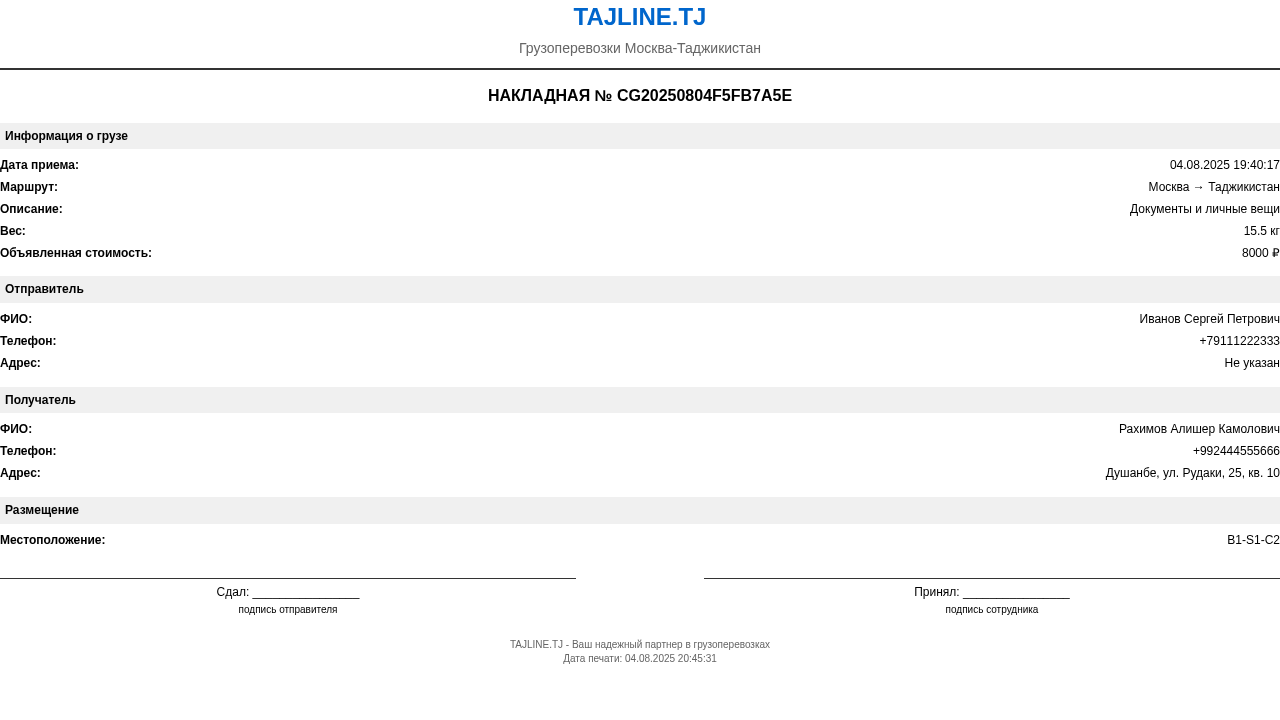 TAJLINE.TJ
Грузоперевозки Москва-Таджикистан
НАКЛАДНАЯ № CG20250804F5FB7A5E
Информация о грузе
Дата приема: 04.08.2025 19:40:17
Маршрут: Москва → Таджикистан
Описание: Документы и личные вещи
Вес: 15.5 кг
Объявленная стоимость: 8000 ₽
Отправитель
ФИО: Иванов Сергей Петрович
Телефон: +79111222333
Адрес: Не указан
Получатель
ФИО: Рахимов Алишер Камолович
Телефон: +992444555666
Адрес: Душанбе, ул. Рудаки, 25, кв. 10
Размещение
Местоположение: B1-S1-C2
Сдал: ________________ Принял: ________________
подпись отправителя подпись сотрудника
TAJLINE.TJ - Ваш надежный партнер в грузоперевозках
Дата печати: 04.08.2025 20:45:31